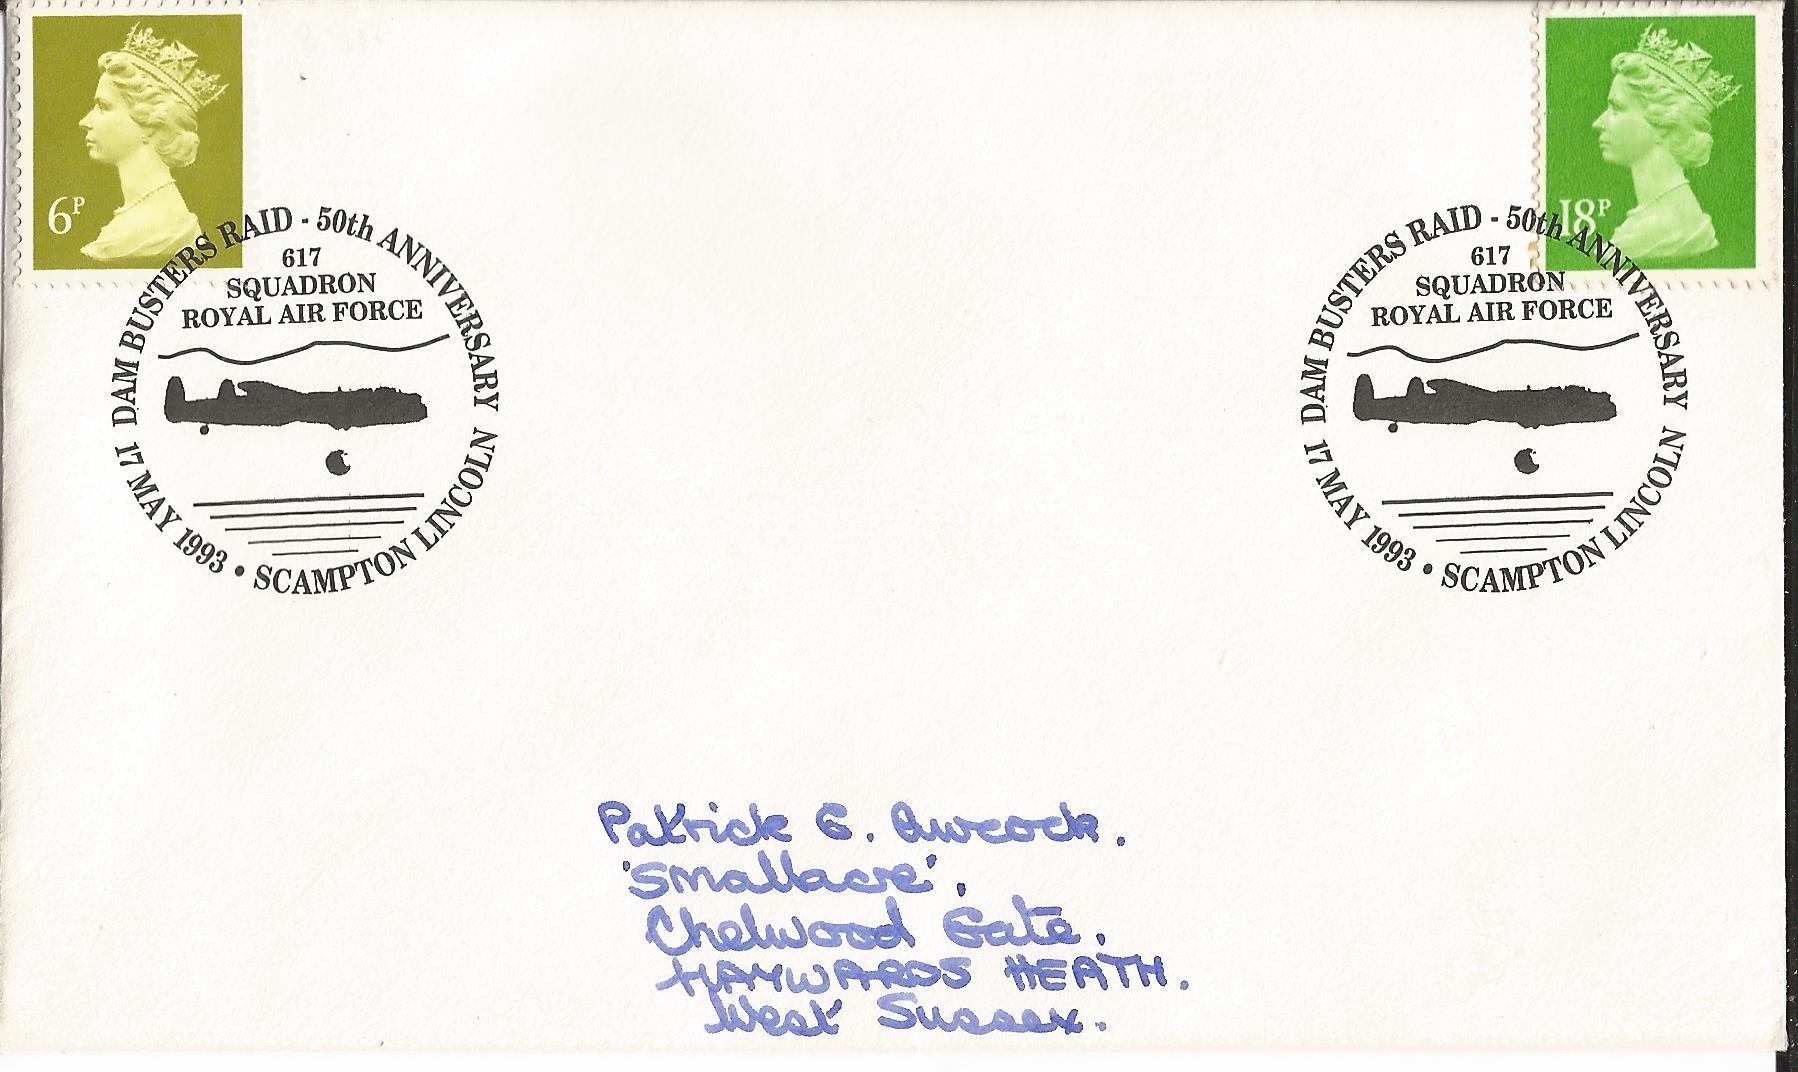 6P
18P
DAM BUSTERS RAID - 50th ANNIVERSARY
617
SQUADRON
ROYAL AIR FORCE
17 MAY 1993 • SCAMPTON LINCOLN
DAM BUSTERS RAID - 50th ANNIVERSARY
617
SQUADRON
ROYAL AIR FORCE
17 MAY 1993 • SCAMPTON LINCOLN
Patrick G. Awcock.
'Smallacre'.
Chelwood Gate.
HAYWARDS HEATH.
West Sussex.